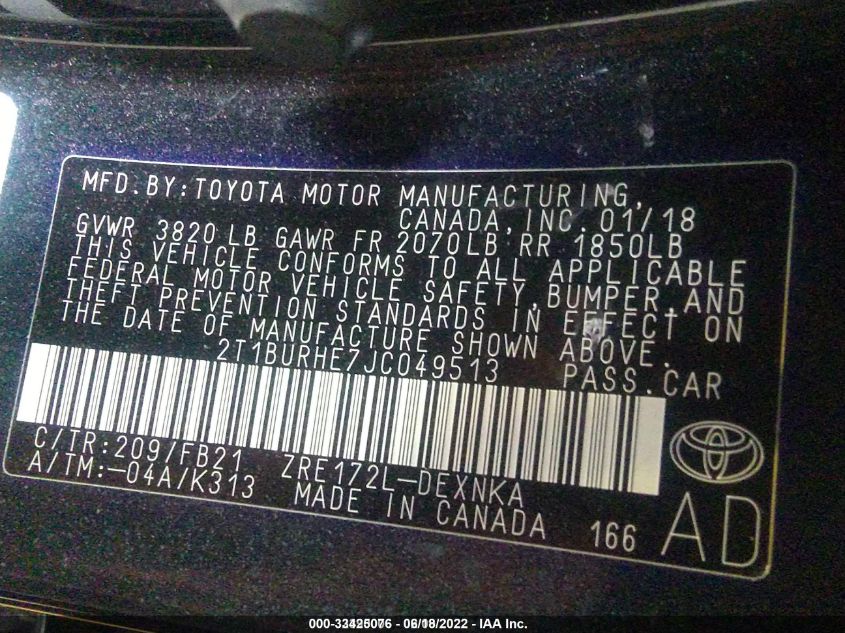 MFD.BY:TOYOTA MOTOR MANUFACTURING,
CANADA, INC. 01/18
GVWR 3820 LB GAWR FR 2070LB RR 1850LB
THIS VEHICLE CONFORMS TO ALL APPLICABLE
FEDERAL MOTOR VEHICLE SAFETY,BUMPER,AND
THEFT PREVENTION STANDARDS IN EFFECT ON
THE DATE OF MANUFACTURE SHOWN ABOVE.
2T1BURHE7JC049513 PASS.CAR
C/TR:209/FB21 ZRE172L-DEXNKA
A/TM:-04A/K313 MADE IN CANADA 166 AD
06/18/2022 - IAA Inc.